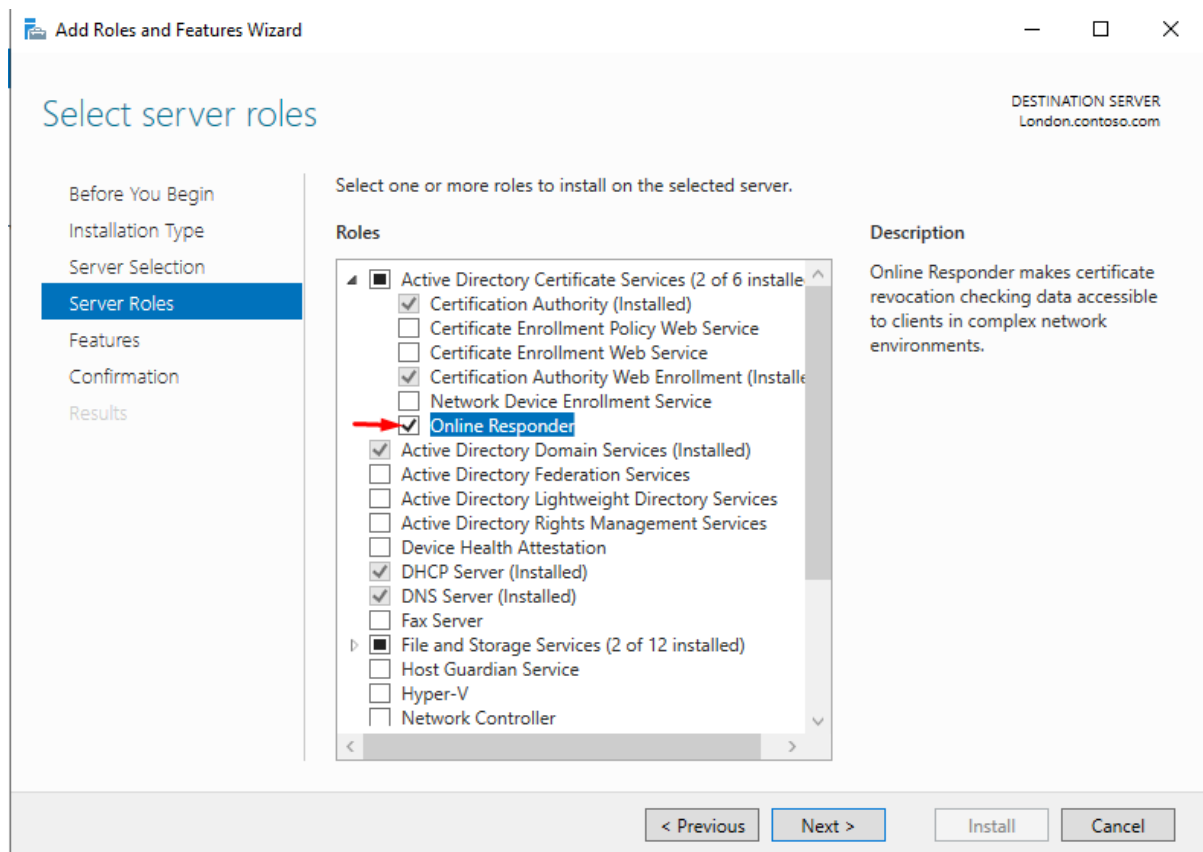 Add Roles and Features Wizard
Select server roles
DESTINATION SERVER
London.contoso.com
Before You Begin
Installation Type
Server Selection
Server Roles
Features
Confirmation
Results
Select one or more roles to install on the selected server.
Roles
Active Directory Certificate Services (2 of 6 installe
Certification Authority (Installed)
Certificate Enrollment Policy Web Service
Certificate Enrollment Web Service
Certification Authority Web Enrollment (Installe
Network Device Enrollment Service
Online Responder
Active Directory Domain Services (Installed)
Active Directory Federation Services
Active Directory Lightweight Directory Services
Active Directory Rights Management Services
Device Health Attestation
DHCP Server (Installed)
DNS Server (Installed)
Fax Server
File and Storage Services (2 of 12 installed)
Host Guardian Service
Hyper-V
Network Controller
Description
Online Responder makes certificate
revocation checking data accessible
to clients in complex network
environments.
< Previous
Next >
Install
Cancel